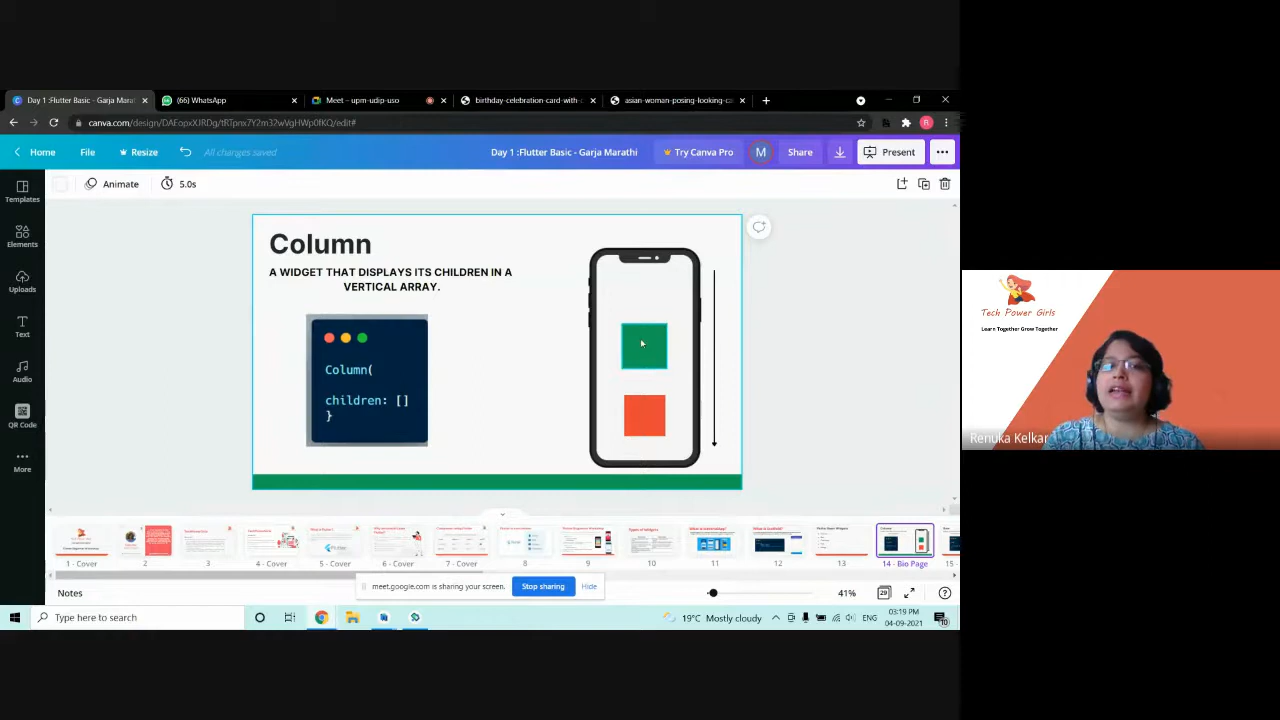 Day 1 :Flutter Basic - Garja Marat
(66) WhatsApp
Meet – upm-udip-uso
birthday-celebration-card-with-c
asian-woman-posing-looking-ca
canva.com/design/DAEopxXJRDg/tRTpnx7Y2m32wVgHWp0fKQ/edit#
Home
File
Resize
All changes saved
Day 1 :Flutter Basic - Garja Marathi
Try Canva Pro
M
Share
Present
Templates
Animate
5.0s
Elements
Uploads
Text
Audio
QR Code
More
Column
A WIDGET THAT DISPLAYS ITS CHILDREN IN A
VERTICAL ARRAY.
Column(
children: []
}
Tech Power Girls
Learn Together Grow Together
Renuka Kelkar
1 - Cover
2
3
4 - Cover
5 - Cover
6 - Cover
7 - Cover
8
9
10
11
12
13
14 - Bio Page
15 -
meet.google.com is sharing your screen.
Stop sharing
Hide
Notes
41%
29
Type here to search
19°C Mostly cloudy
ENG
03:19 PM
04-09-2021